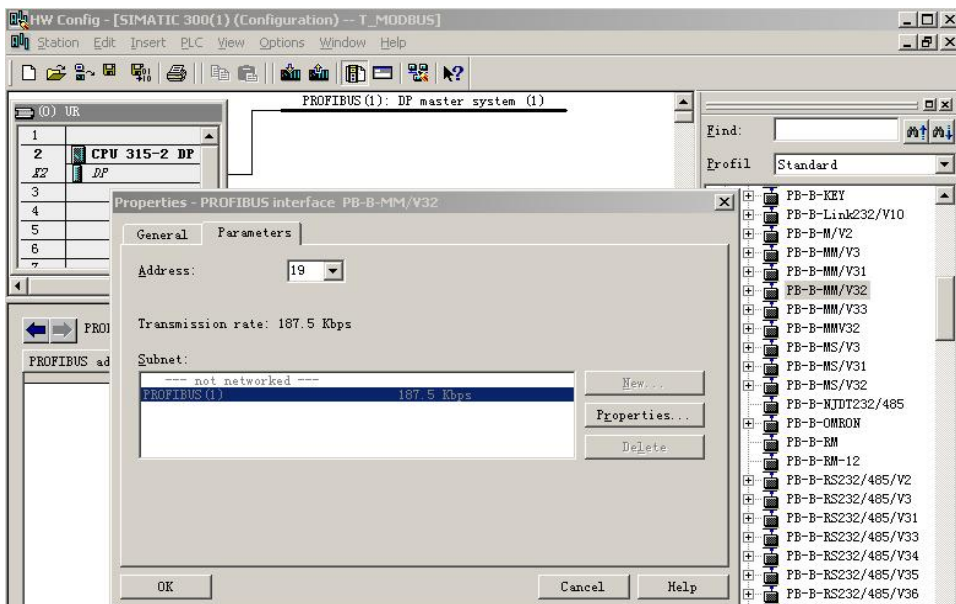 HW Config - [SIMATIC 300(1) (Configuration) -- T_MODBUS]
Station Edit Insert PLC View Options Window Help
PROFIBUS(1): DP master system (1)
(0) UR
1
2 CPU 315-2 DP
X2 DP
3
4
5
6
7
Find:
Profil Standard
Properties - PROFIBUS interface PB-B-MM/V32
General Parameters
Address: 19
Transmission rate: 187.5 Kbps
Subnet:
--- not networked ---
PROFIBUS(1) 187.5 Kbps
New...
Properties...
Delete
OK Cancel Help
PROFIBUS ad
PB-B-KEY
PB-B-Link232/V10
PB-B-M/V2
PB-B-MM/V3
PB-B-MM/V31
PB-B-MM/V32
PB-B-MM/V33
PB-B-MMV32
PB-B-MS/V3
PB-B-MS/V31
PB-B-MS/V32
PB-B-NJDT232/485
PB-B-OMRON
PB-B-RM
PB-B-RM-12
PB-B-RS232/485/V2
PB-B-RS232/485/V3
PB-B-RS232/485/V31
PB-B-RS232/485/V33
PB-B-RS232/485/V34
PB-B-RS232/485/V35
PB-B-RS232/485/V36